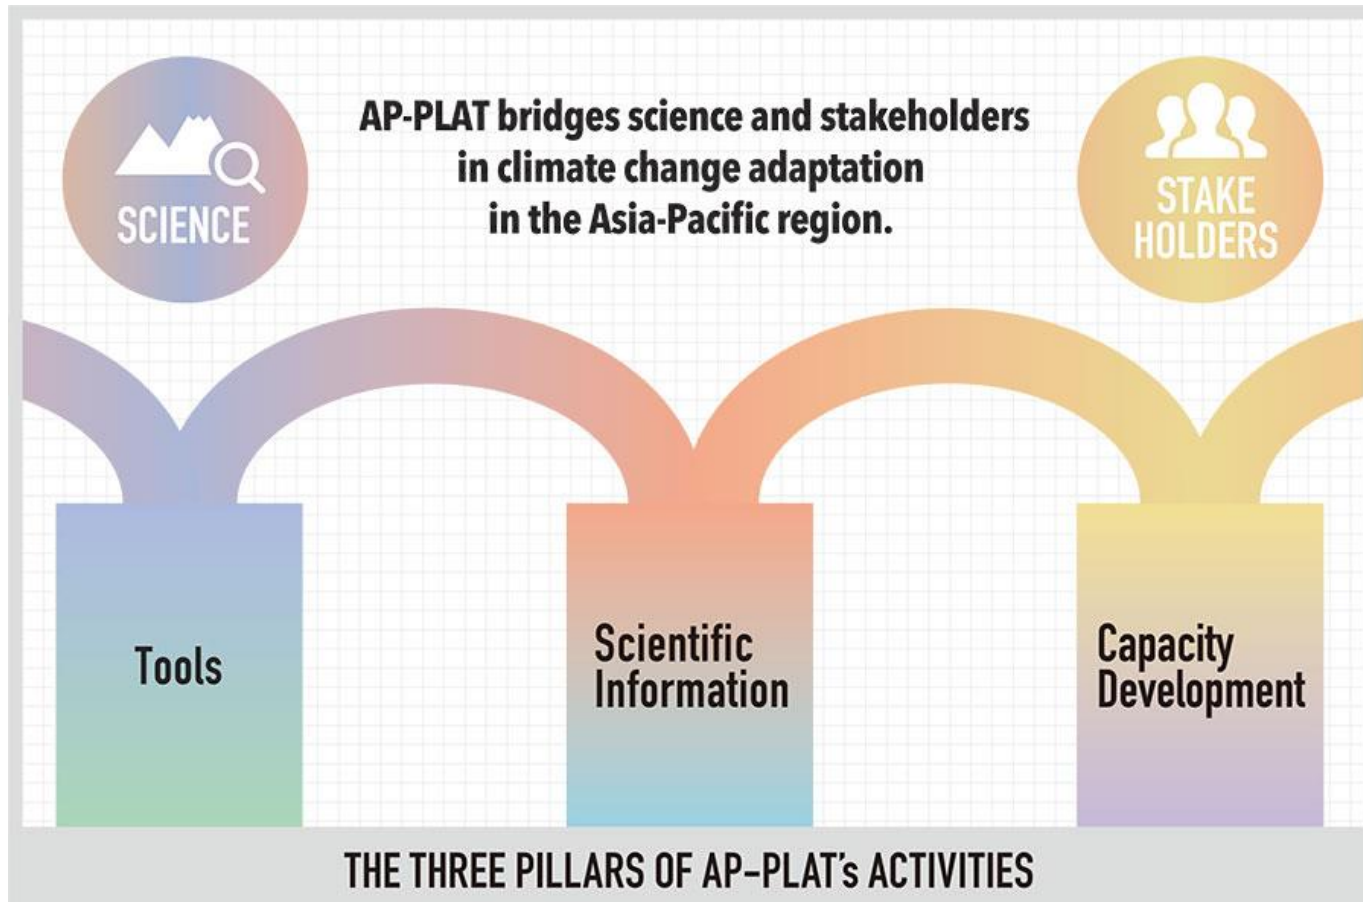 SCIENCE
AP-PLAT bridges science and stakeholders
in climate change adaptation
in the Asia-Pacific region.
STAKE
HOLDERS
Tools
Scientific
Information
Capacity
Development
THE THREE PILLARS OF AP-PLAT's ACTIVITIES